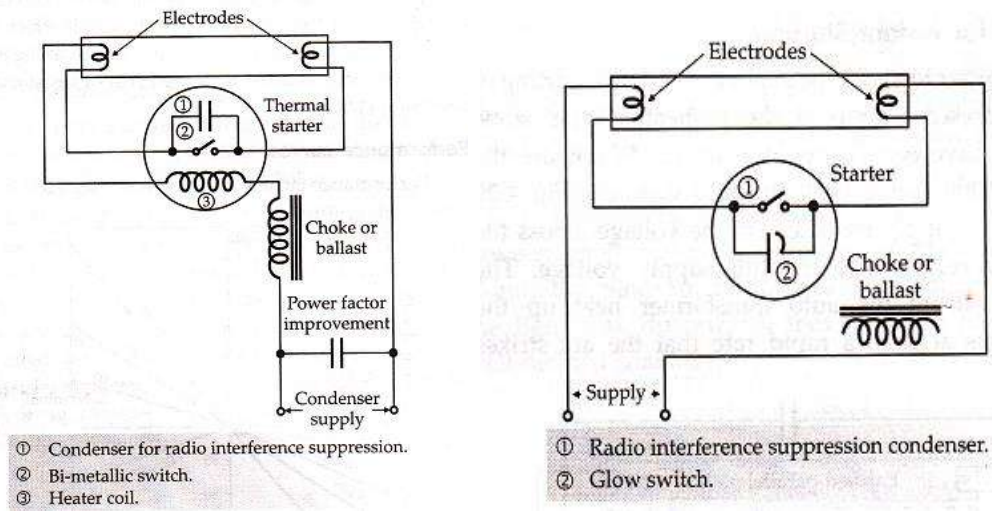 Electrodes
①
②
Thermal
starter
③
Choke or
ballast
Power factor
improvement
Condenser
supply
① Condenser for radio interference suppression.
② Bi-metallic switch.
③ Heater coil.
Electrodes
①
Starter
②
Choke or
ballast
Supply
① Radio interference suppression condenser.
② Glow switch.